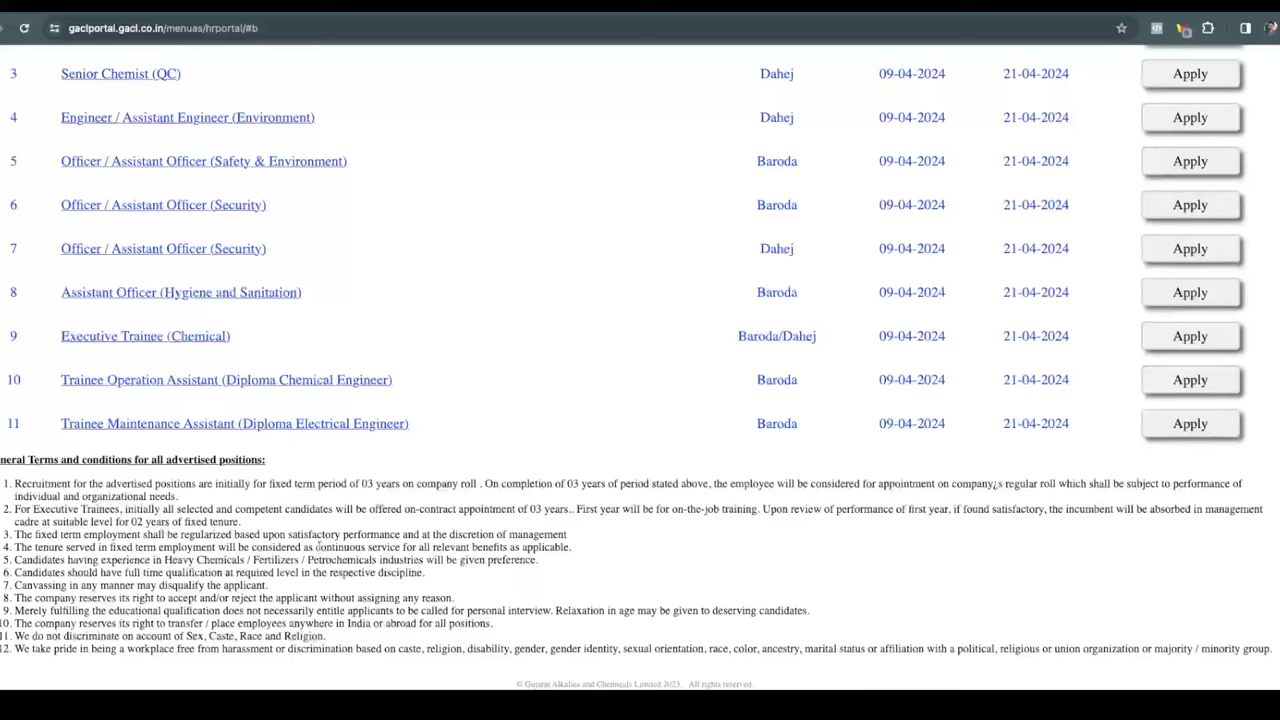 gaclportal.gacl.co.in/menuas/hrportal/#b
3 Senior Chemist (QC) Dahej 09-04-2024 21-04-2024 Apply
4 Engineer / Assistant Engineer (Environment) Dahej 09-04-2024 21-04-2024 Apply
5 Officer / Assistant Officer (Safety & Environment) Baroda 09-04-2024 21-04-2024 Apply
6 Officer / Assistant Officer (Security) Baroda 09-04-2024 21-04-2024 Apply
7 Officer / Assistant Officer (Security) Dahej 09-04-2024 21-04-2024 Apply
8 Assistant Officer (Hygiene and Sanitation) Baroda 09-04-2024 21-04-2024 Apply
9 Executive Trainee (Chemical) Baroda/Dahej 09-04-2024 21-04-2024 Apply
10 Trainee Operation Assistant (Diploma Chemical Engineer) Baroda 09-04-2024 21-04-2024 Apply
11 Trainee Maintenance Assistant (Diploma Electrical Engineer) Baroda 09-04-2024 21-04-2024 Apply
neral Terms and conditions for all advertised positions:
1. Recruitment for the advertised positions are initially for fixed term period of 03 years on company roll . On completion of 03 years of period stated above, the employee will be considered for appointment on company¿s regular roll which shall be subject to performance of
individual and organizational needs.
2. For Executive Trainees, initially all selected and competent candidates will be offered on-contract appointment of 03 years.. First year will be for on-the-job training. Upon review of performance of first year, if found satisfactory, the incumbent will be absorbed in management
cadre at suitable level for 02 years of fixed tenure.
3. The fixed term employment shall be regularized based upon satisfactory performance and at the discretion of management
4. The tenure served in fixed term employment will be considered as continuous service for all relevant benefits as applicable.
5. Candidates having experience in Heavy Chemicals / Fertilizers / Petrochemicals industries will be given preference.
6. Candidates should have full time qualification at required level in the respective discipline.
7. Canvassing in any manner may disqualify the applicant.
8. The company reserves its right to accept and/or reject the applicant without assigning any reason.
9. Merely fulfilling the educational qualification does not necessarily entitle applicants to be called for personal interview. Relaxation in age may be given to deserving candidates.
10. The company reserves its right to transfer / place employees anywhere in India or abroad for all positions.
11. We do not discriminate on account of Sex, Caste, Race and Religion.
12. We take pride in being a workplace free from harassment or discrimination based on caste, religion, disability, gender, gender identity, sexual orientation, race, color, ancestry, marital status or affiliation with a political, religious or union organization or majority / minority group.
© Gujarat Alkalies and Chemicals Limited 2023. All rights reserved.